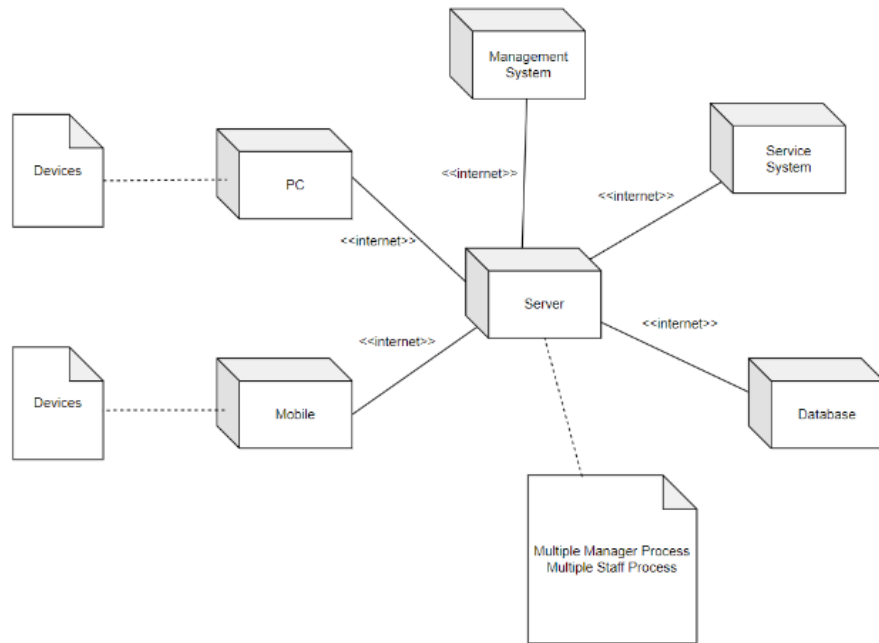 Management
System
Devices
PC
Service
System
<<internet>>
<<internet>>
<<internet>>
Server
<<internet>>
<<internet>>
Devices
Mobile
Database
Multiple Manager Process
Multiple Staff Process